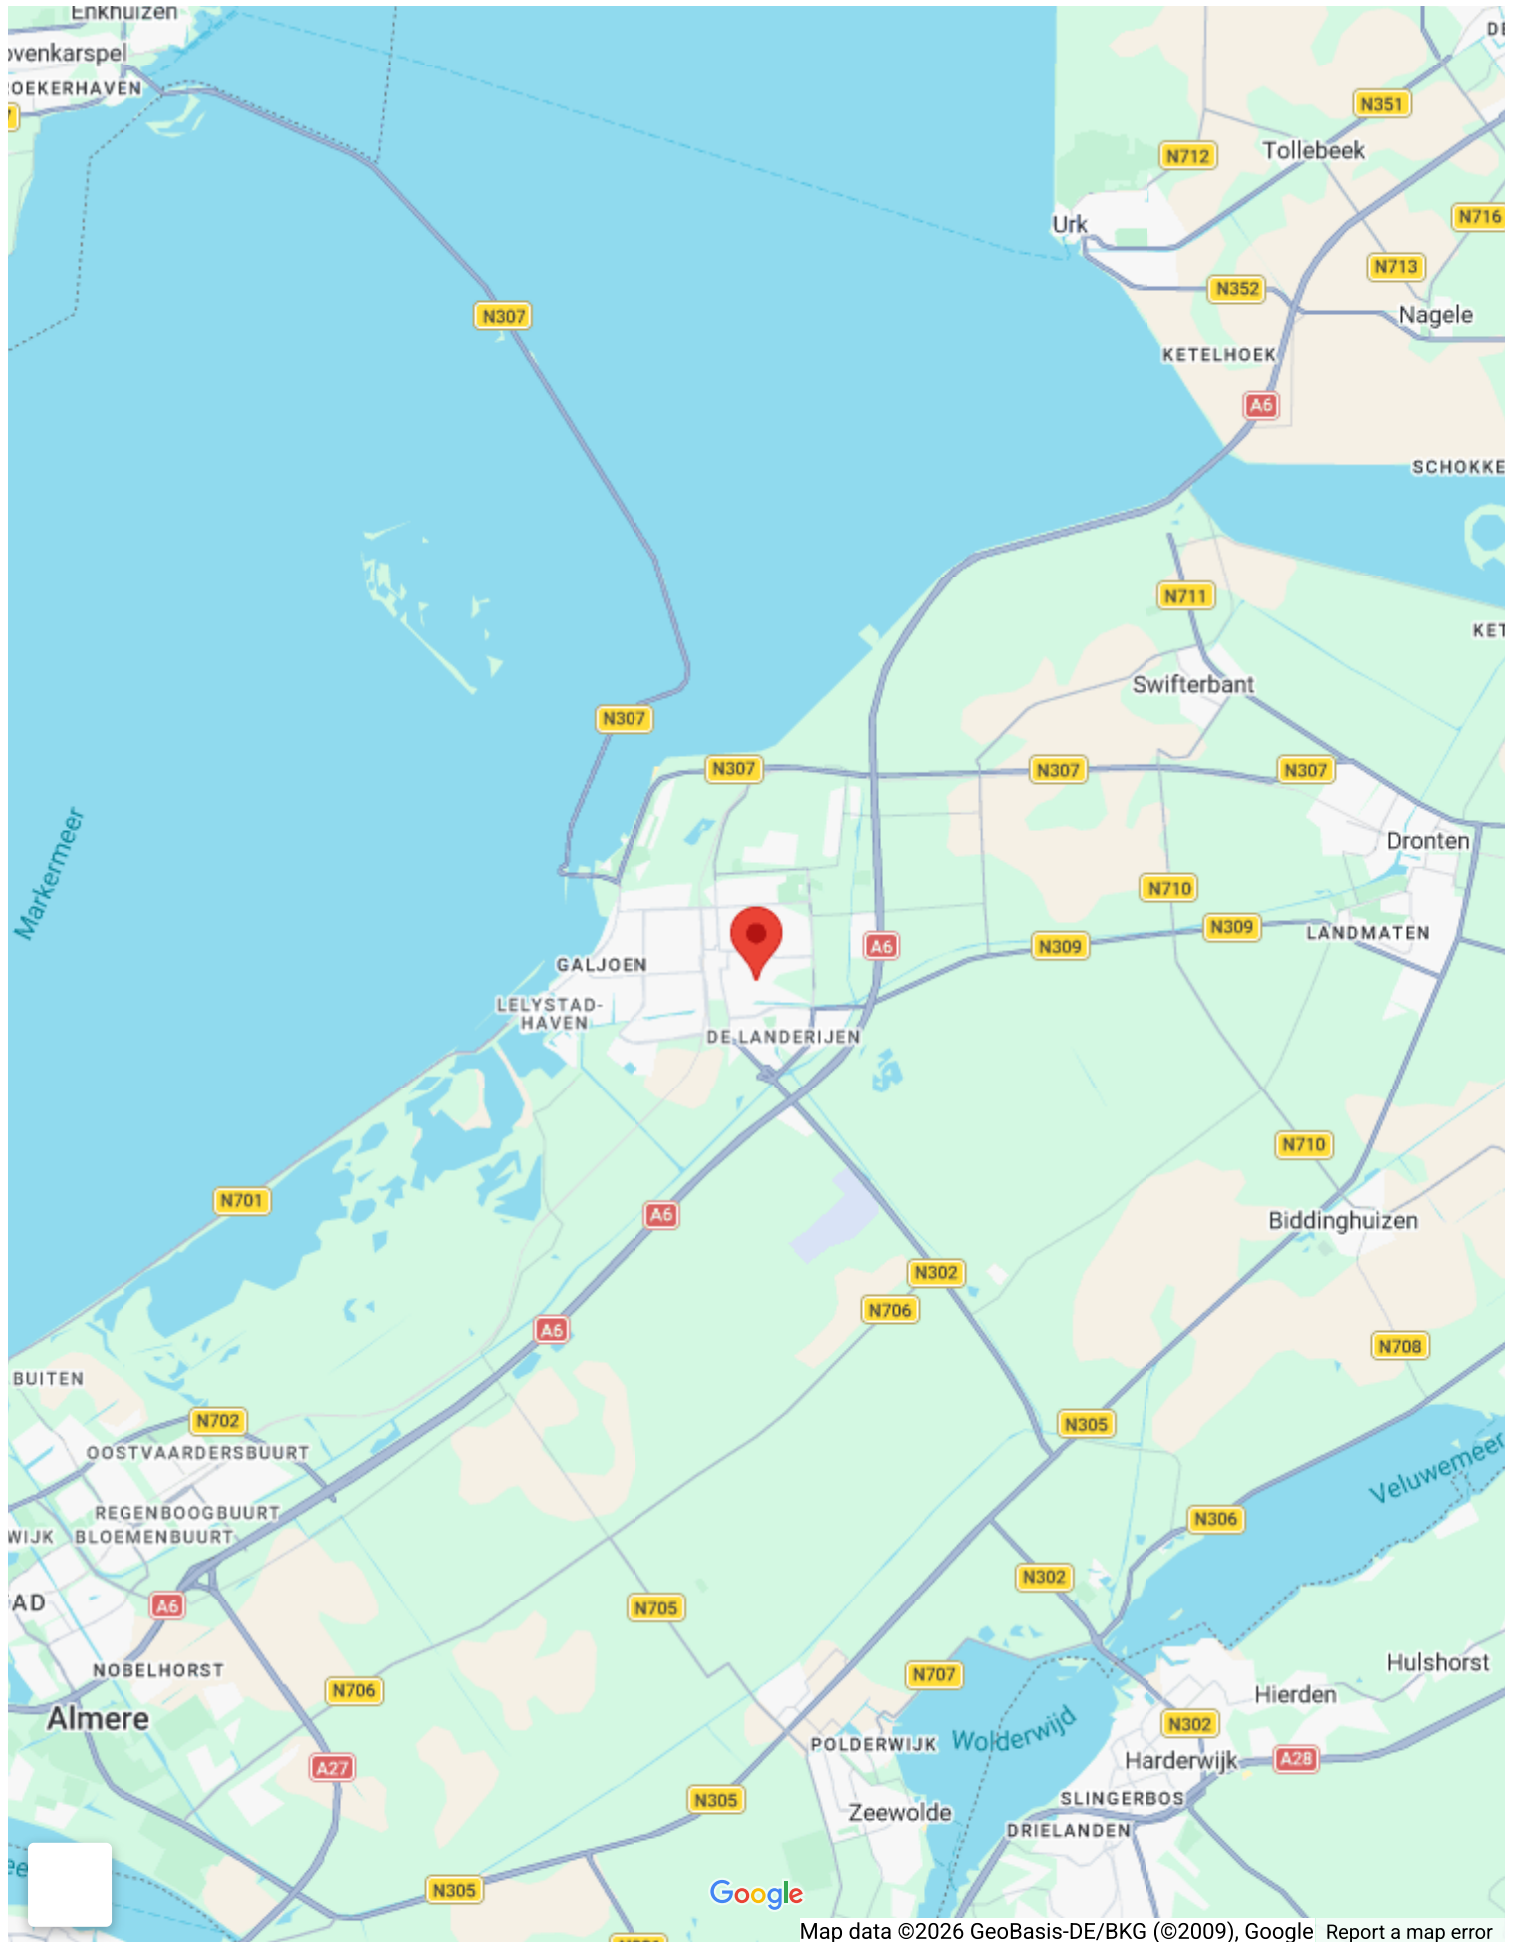 Enkhuizen
ovenkarspel
ROEKERHAVEN
DE
N351
N712
Tollebeek
N716
Urk
N713
N352
N307
Nagele
KETELHOEK
A6
SCHOKKE
N711
KET
Swifterbant
N307
N307
N307
N307
Markermeer
Dronten
N710
N309
LANDMATEN
N309
A6
GALJOEN
LELYSTAD-
HAVEN
DE LANDERIJEN
N710
N701
A6
Biddinghuizen
N302
N706
A6
N708
BUITEN
N702
N305
OOSTVAARDERSBUURT
Veluwemeer
REGENBOOGBUURT
N306
WIJK
BLOEMENBUURT
N302
AD
A6
N705
NOBELHORST
N707
Hulshorst
N706
Hierden
Almere
Wolderwijd
N302
POLDERWIJK
Harderwijk
A28
A27
SLINGERBOS
N305
Zeewolde
DRIELANDEN
ee
N305
Google
Map data ©2026 GeoBasis-DE/BKG (©2009), Google
Report a map error